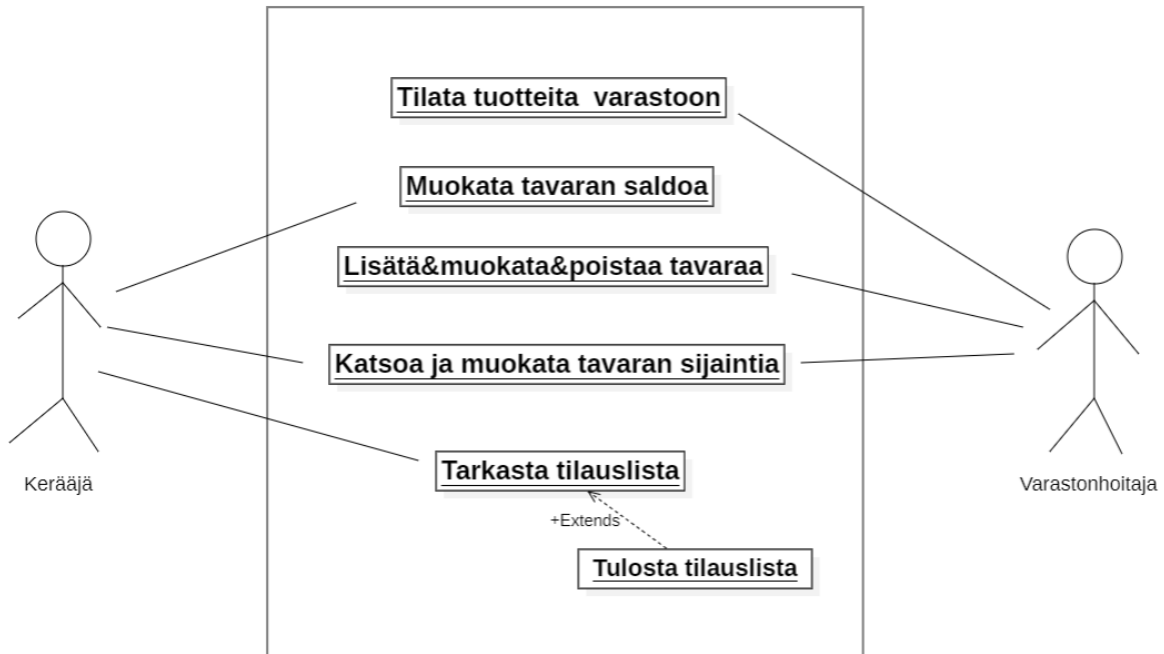 Tilata tuotteita  varastoon
Muokata tavaran saldoa
Lisätä&muokata&poistaa tavaraa
Katsoa ja muokata tavaran sijaintia
Tarkasta tilauslista
Kerääjä
Varastonhoitaja
+Extends
Tulosta tilauslista